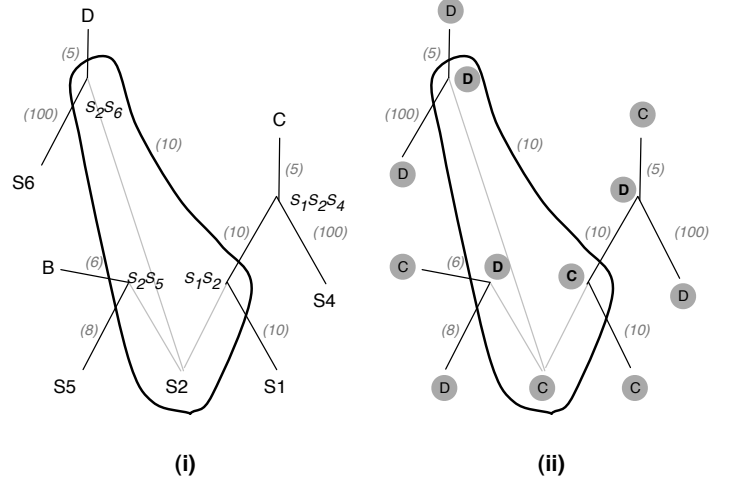 D
(5)
s2s6
(100)
(10)
S6
C
(5)
s1s2s4
(10)
(100)
B
(6)
s2s5
s1s2
S4
(8)
(10)
S5
S2
S1
(i)
D
(5)
D
(100)
(10)
D
C
D
(5)
(10)
(100)
C
(6)
D
C
D
(8)
(10)
D
C
C
(ii)